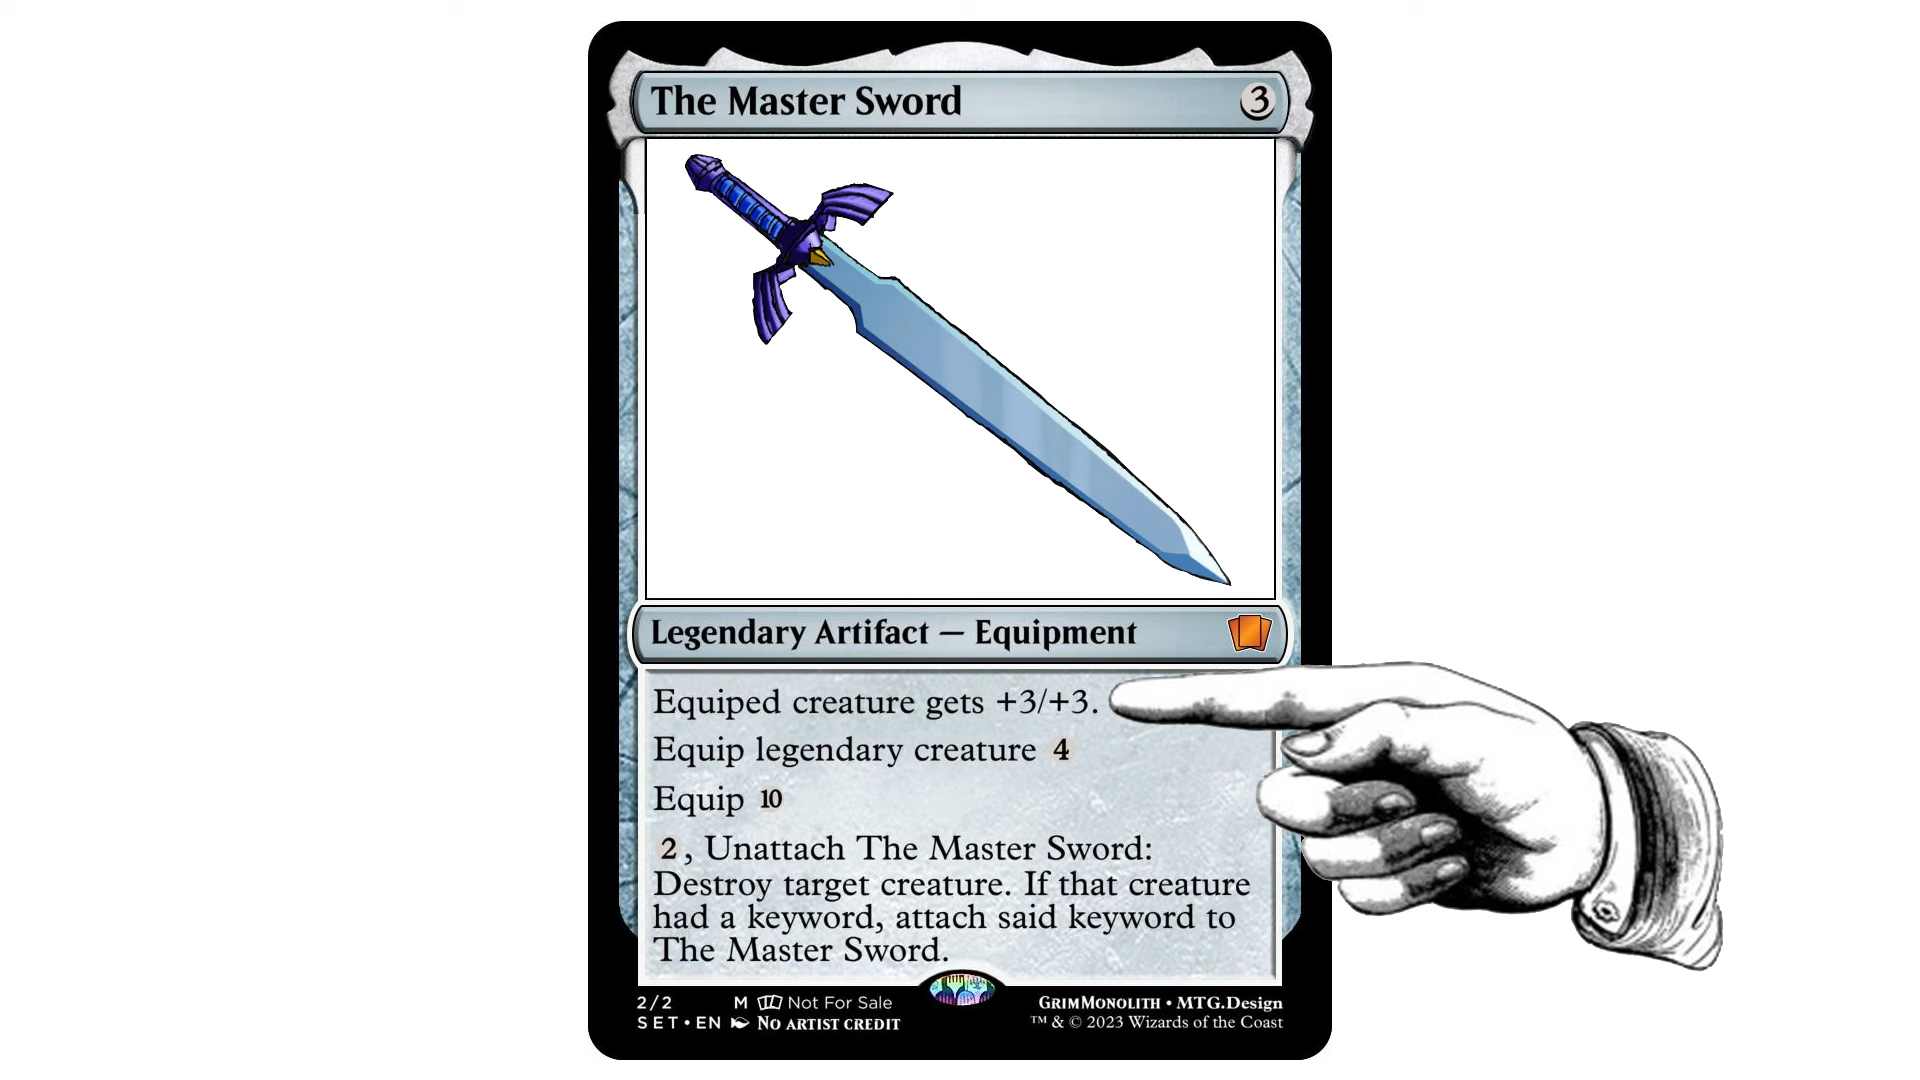 The Master Sword 3
Legendary Artifact — Equipment
Equiped creature gets +3/+3.
Equip legendary creature 4
Equip 10
2, Unattach The Master Sword:
Destroy target creature. If that creature
had a keyword, attach said keyword to
The Master Sword.
2/2 M Not For Sale
SET • EN No artist credit
GrimMonolith • MTG.Design
™ & © 2023 Wizards of the Coast